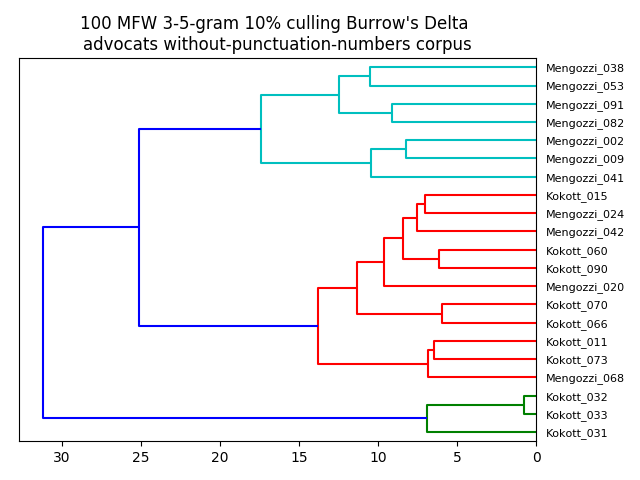 100 MFW 3-5-gram 10% culling Burrow's Delta
advocats without-punctuation-numbers corpus
Mengozzi_038
Mengozzi_053
Mengozzi_091
Mengozzi_082
Mengozzi_002
Mengozzi_009
Mengozzi_041
Kokott_015
Mengozzi_024
Mengozzi_042
Kokott_060
Kokott_090
Mengozzi_020
Kokott_070
Kokott_066
Kokott_011
Kokott_073
Mengozzi_068
Kokott_032
Kokott_033
Kokott_031
30 25 20 15 10 5 0